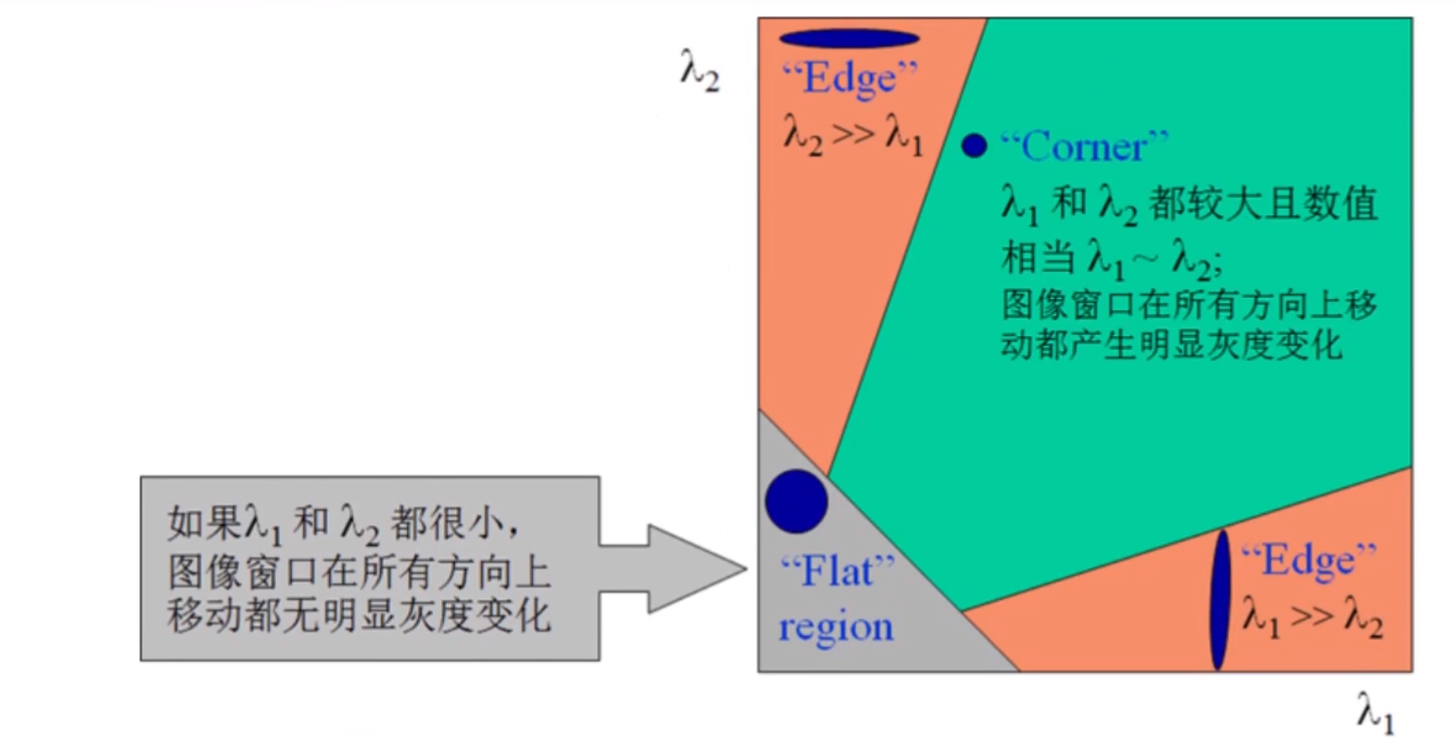 λ2
“Edge”
λ2 >> λ1
“Corner”
λ1 和 λ2 都较大且数值
相当 λ1 ~ λ2;
图像窗口在所有方向上移
动都产生明显灰度变化
如果λ1 和 λ2 都很小，
图像窗口在所有方向上
移动都无明显灰度变化
“Flat”
region
“Edge”
λ1 >> λ2
λ1